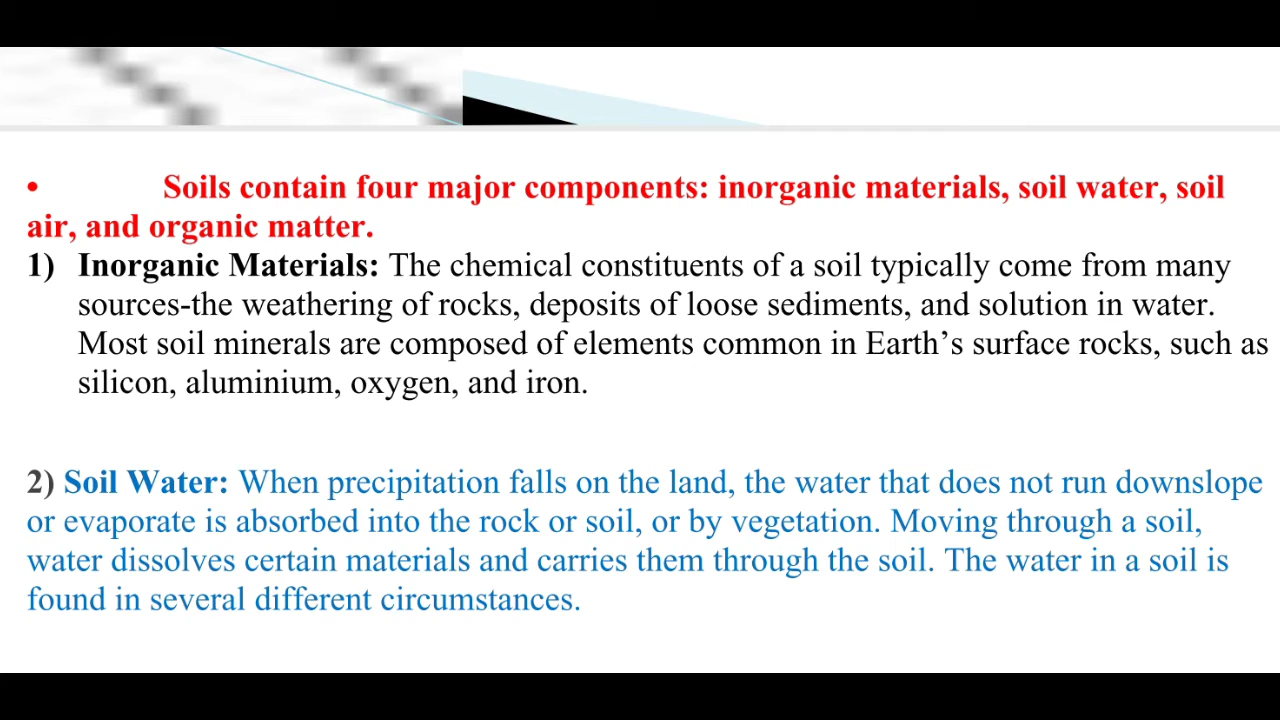 • Soils contain four major components: inorganic materials, soil water, soil
air, and organic matter.
1) Inorganic Materials: The chemical constituents of a soil typically come from many
sources-the weathering of rocks, deposits of loose sediments, and solution in water.
Most soil minerals are composed of elements common in Earth’s surface rocks, such as
silicon, aluminium, oxygen, and iron.
2) Soil Water: When precipitation falls on the land, the water that does not run downslope
or evaporate is absorbed into the rock or soil, or by vegetation. Moving through a soil,
water dissolves certain materials and carries them through the soil. The water in a soil is
found in several different circumstances.